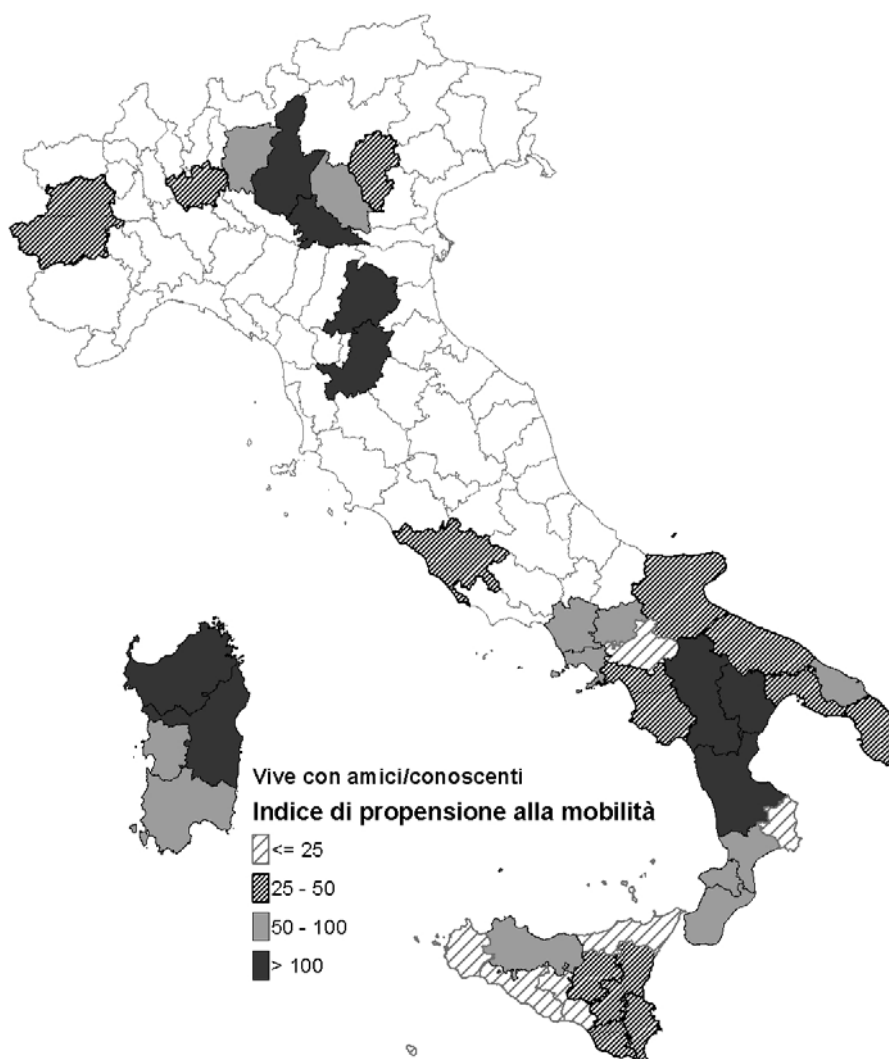 Vive con amici/conoscenti
Indice di propensione alla mobilità
<= 25
25 - 50
50 - 100
> 100